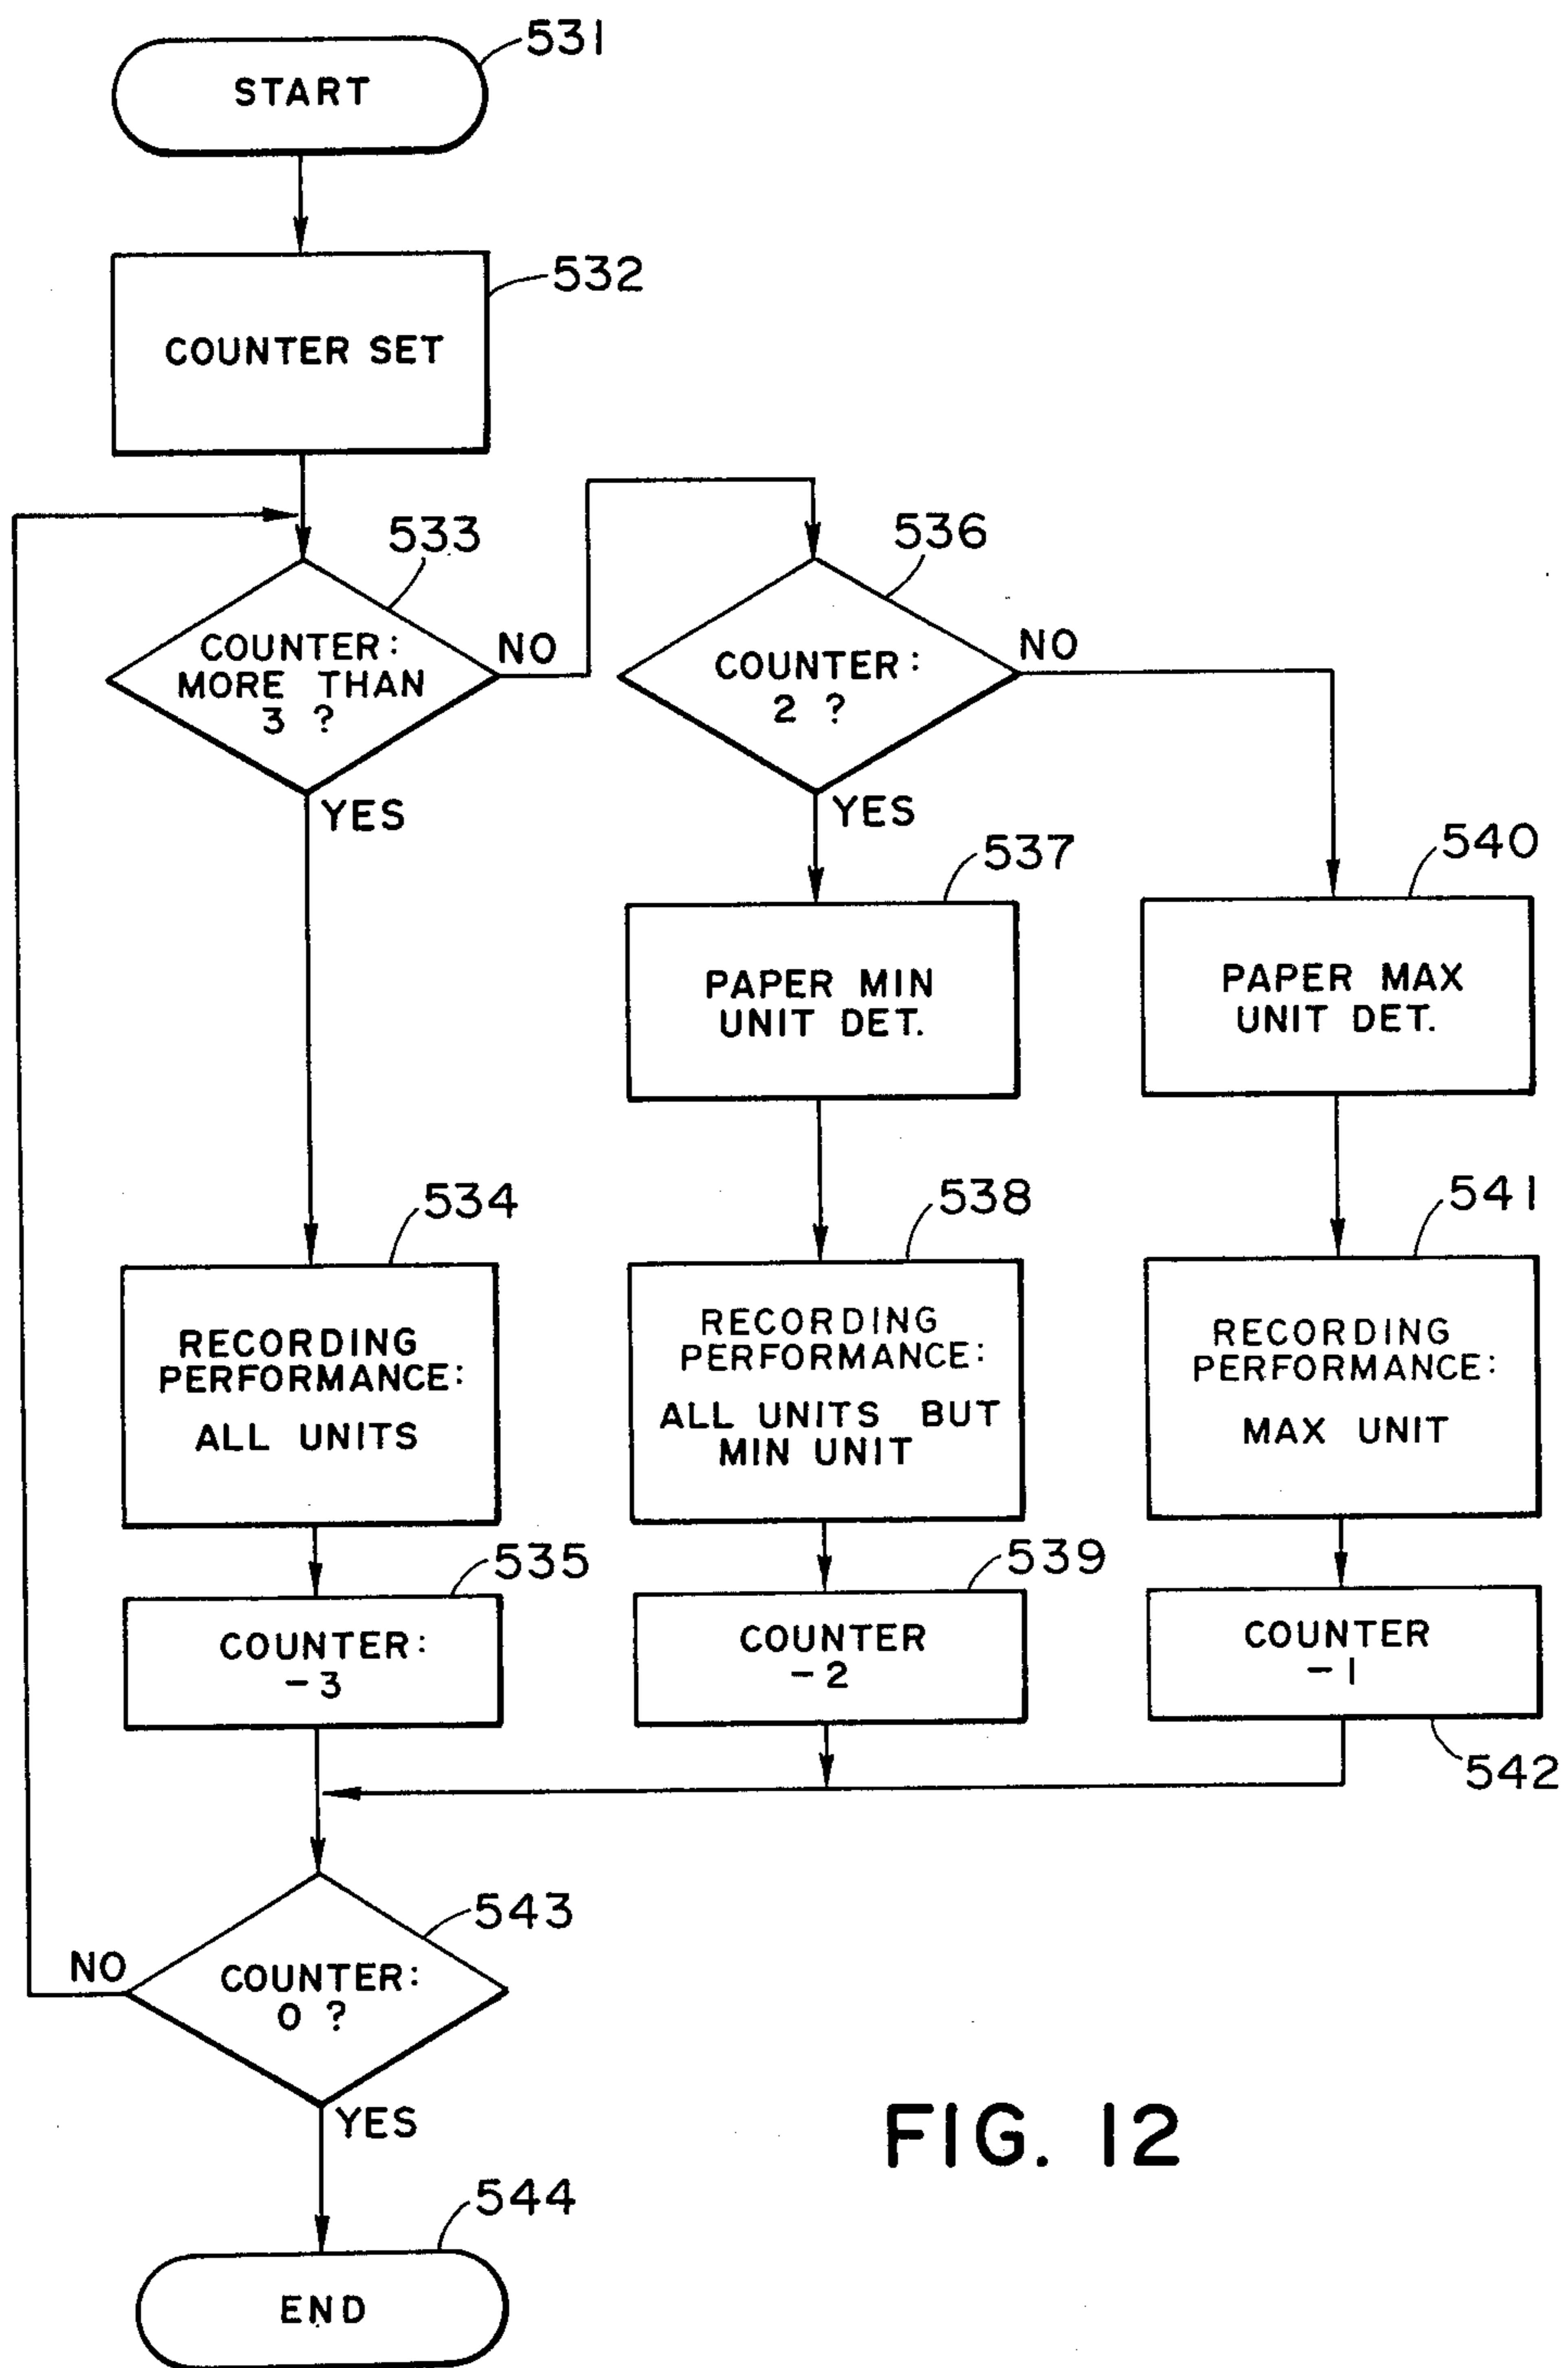 START
531
COUNTER SET
532
533
COUNTER:
MORE THAN
3 ?
NO
YES
536
COUNTER:
2 ?
NO
YES
537
PAPER MIN
UNIT DET.
540
PAPER MAX
UNIT DET.
534
RECORDING
PERFORMANCE:
ALL UNITS
538
RECORDING
PERFORMANCE:
ALL UNITS BUT
MIN UNIT
541
RECORDING
PERFORMANCE:
MAX UNIT
535
COUNTER:
-3
539
COUNTER
-2
COUNTER
-1
542
543
COUNTER:
0 ?
NO
YES
544
END
FIG. 12